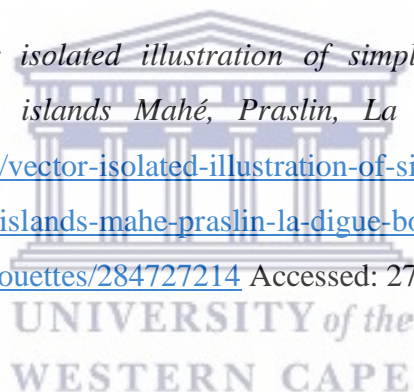 isolated illustration of simpl
islands Mahé, Praslin, La
/vector-isolated-illustration-of-si
islands-mahe-praslin-la-digue-bo
ouettes/284727214 Accessed: 27
UNIVERSITY of the
WESTERN CAPE